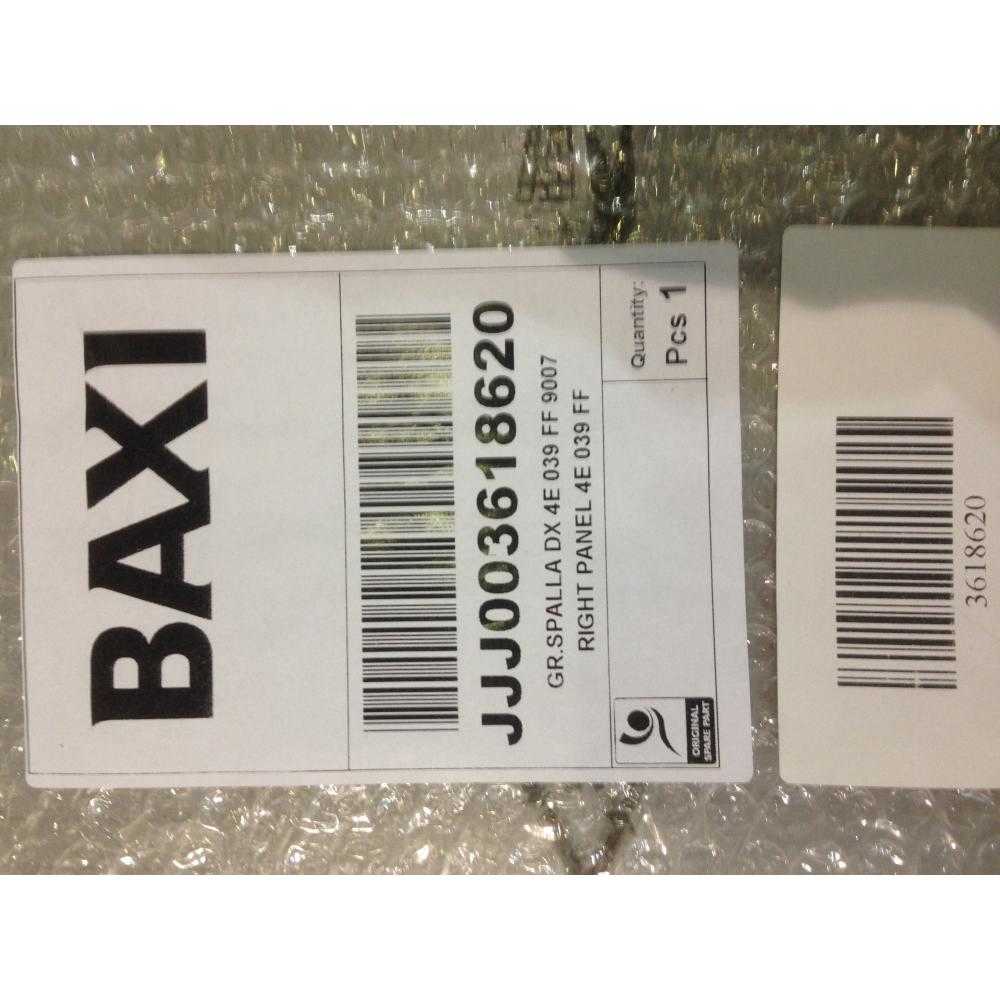 BAXI
JJJ003618620
GR.SPALLA DX 4E 039 FF 9007
RIGHT PANEL 4E 039 FF
ORIGINAL
SPARE PART
Quantity:
Pcs 1
3618620